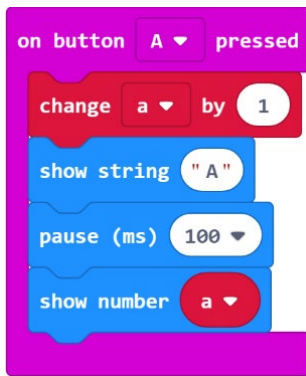 on button A pressed
change a by 1
show string "A"
pause (ms) 100
show number a